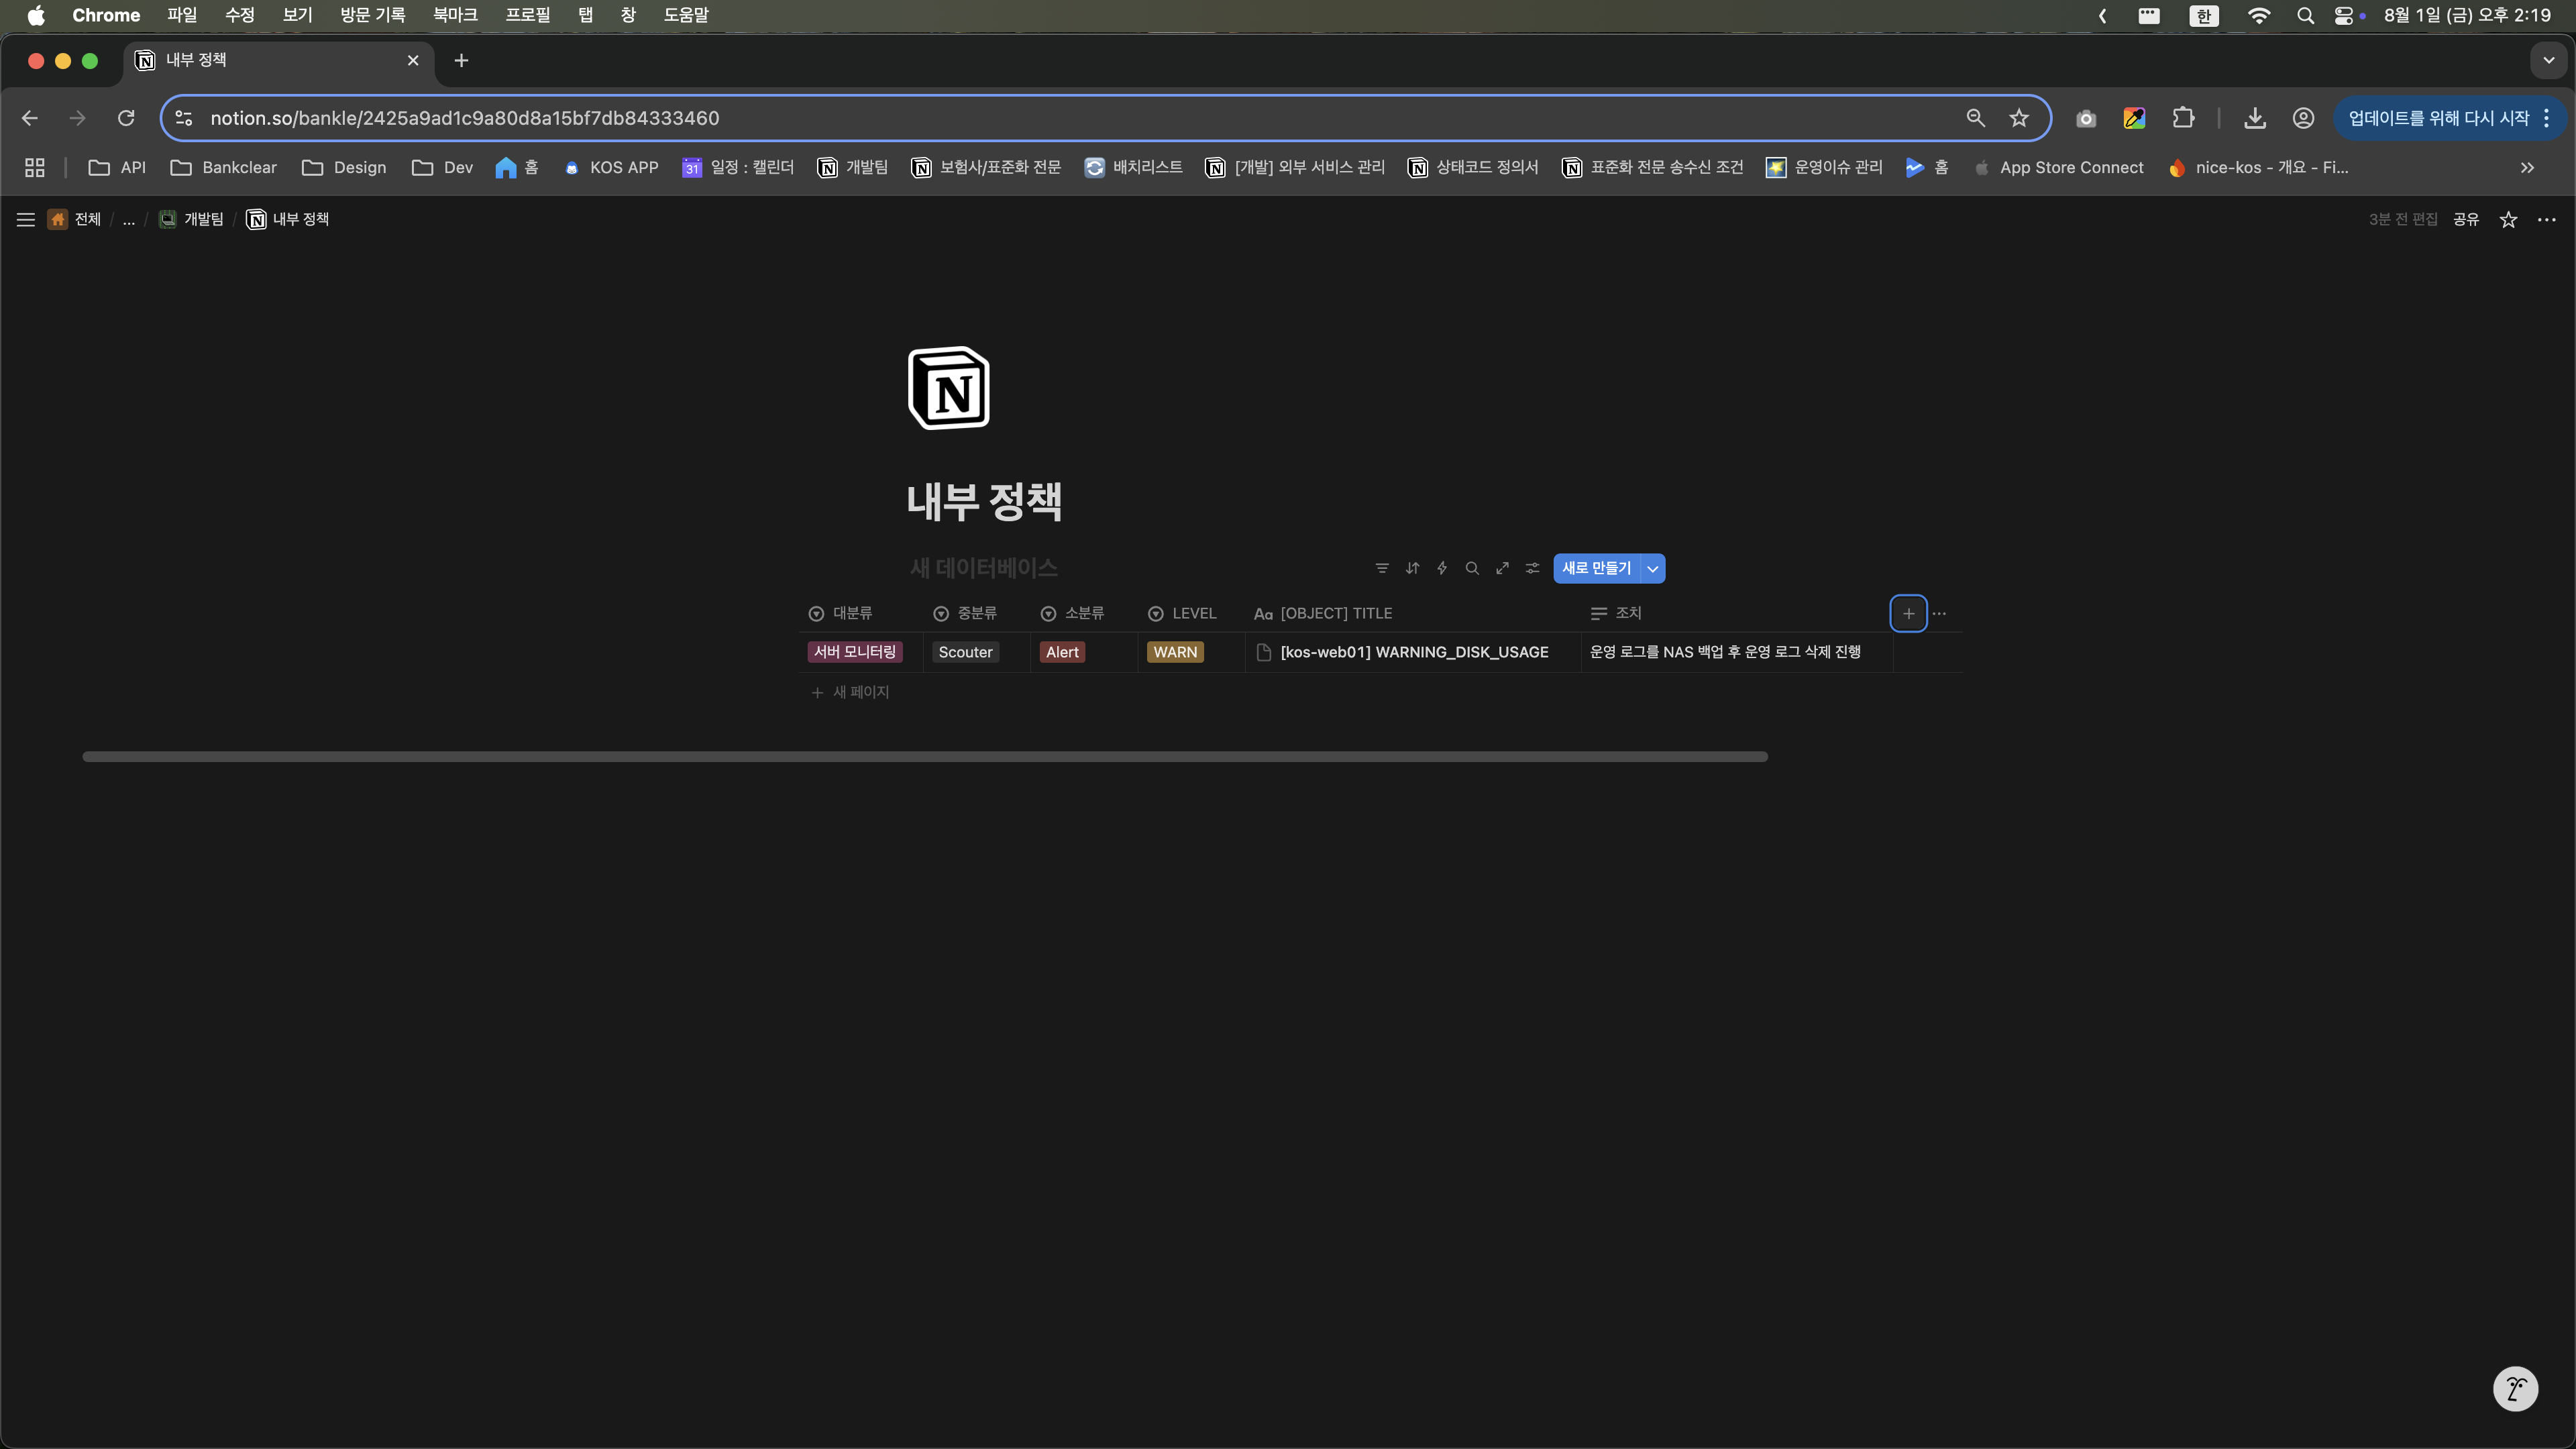 Chrome 파일 수정 보기 방문 기록 북마크 프로필 탭 창 도움말 한 8월 1일 (금) 오후 2:19
내부 정책
notion.so/bankle/2425a9ad1c9a80d8a15bf7db84333460 업데이트를 위해 다시 시작
API Bankclear Design Dev 홈 KOS APP 31 일정 : 캘린더 개발팀 보험사/표준화 전문 배치리스트 [개발] 외부 서비스 관리 상태코드 정의서 표준화 전문 송수신 조건 운영이슈 관리 홈 App Store Connect nice-kos - 개요 - Fi...
전체 / ... / 개발팀 / 내부 정책 3분 전 편집 공유
N
내부 정책
새 데이터베이스 새로 만들기
대분류 중분류 소분류 LEVEL Aa [OBJECT] TITLE 조치
서버 모니터링 Scouter Alert WARN [kos-web01] WARNING_DISK_USAGE 운영 로그를 NAS 백업 후 운영 로그 삭제 진행
새 페이지